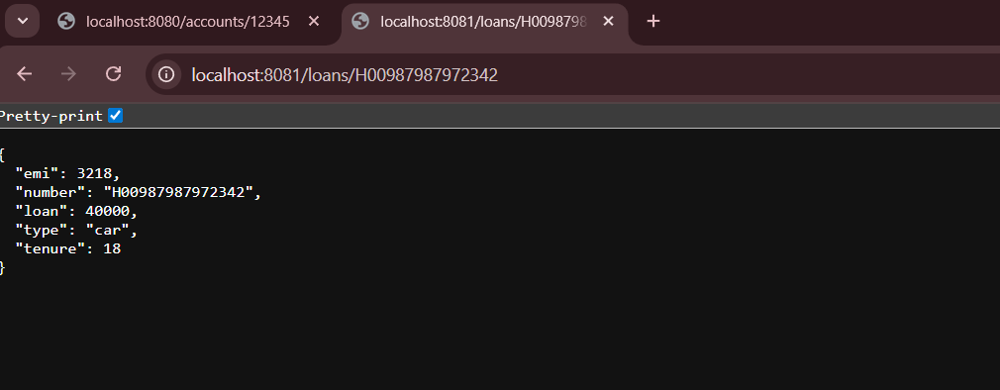 localhost:8080/accounts/12345
localhost:8081/loans/H0098798
localhost:8081/loans/H00987987972342
Pretty-print
{
"emi": 3218,
"number": "H00987987972342",
"loan": 40000,
"type": "car",
"tenure": 18
}